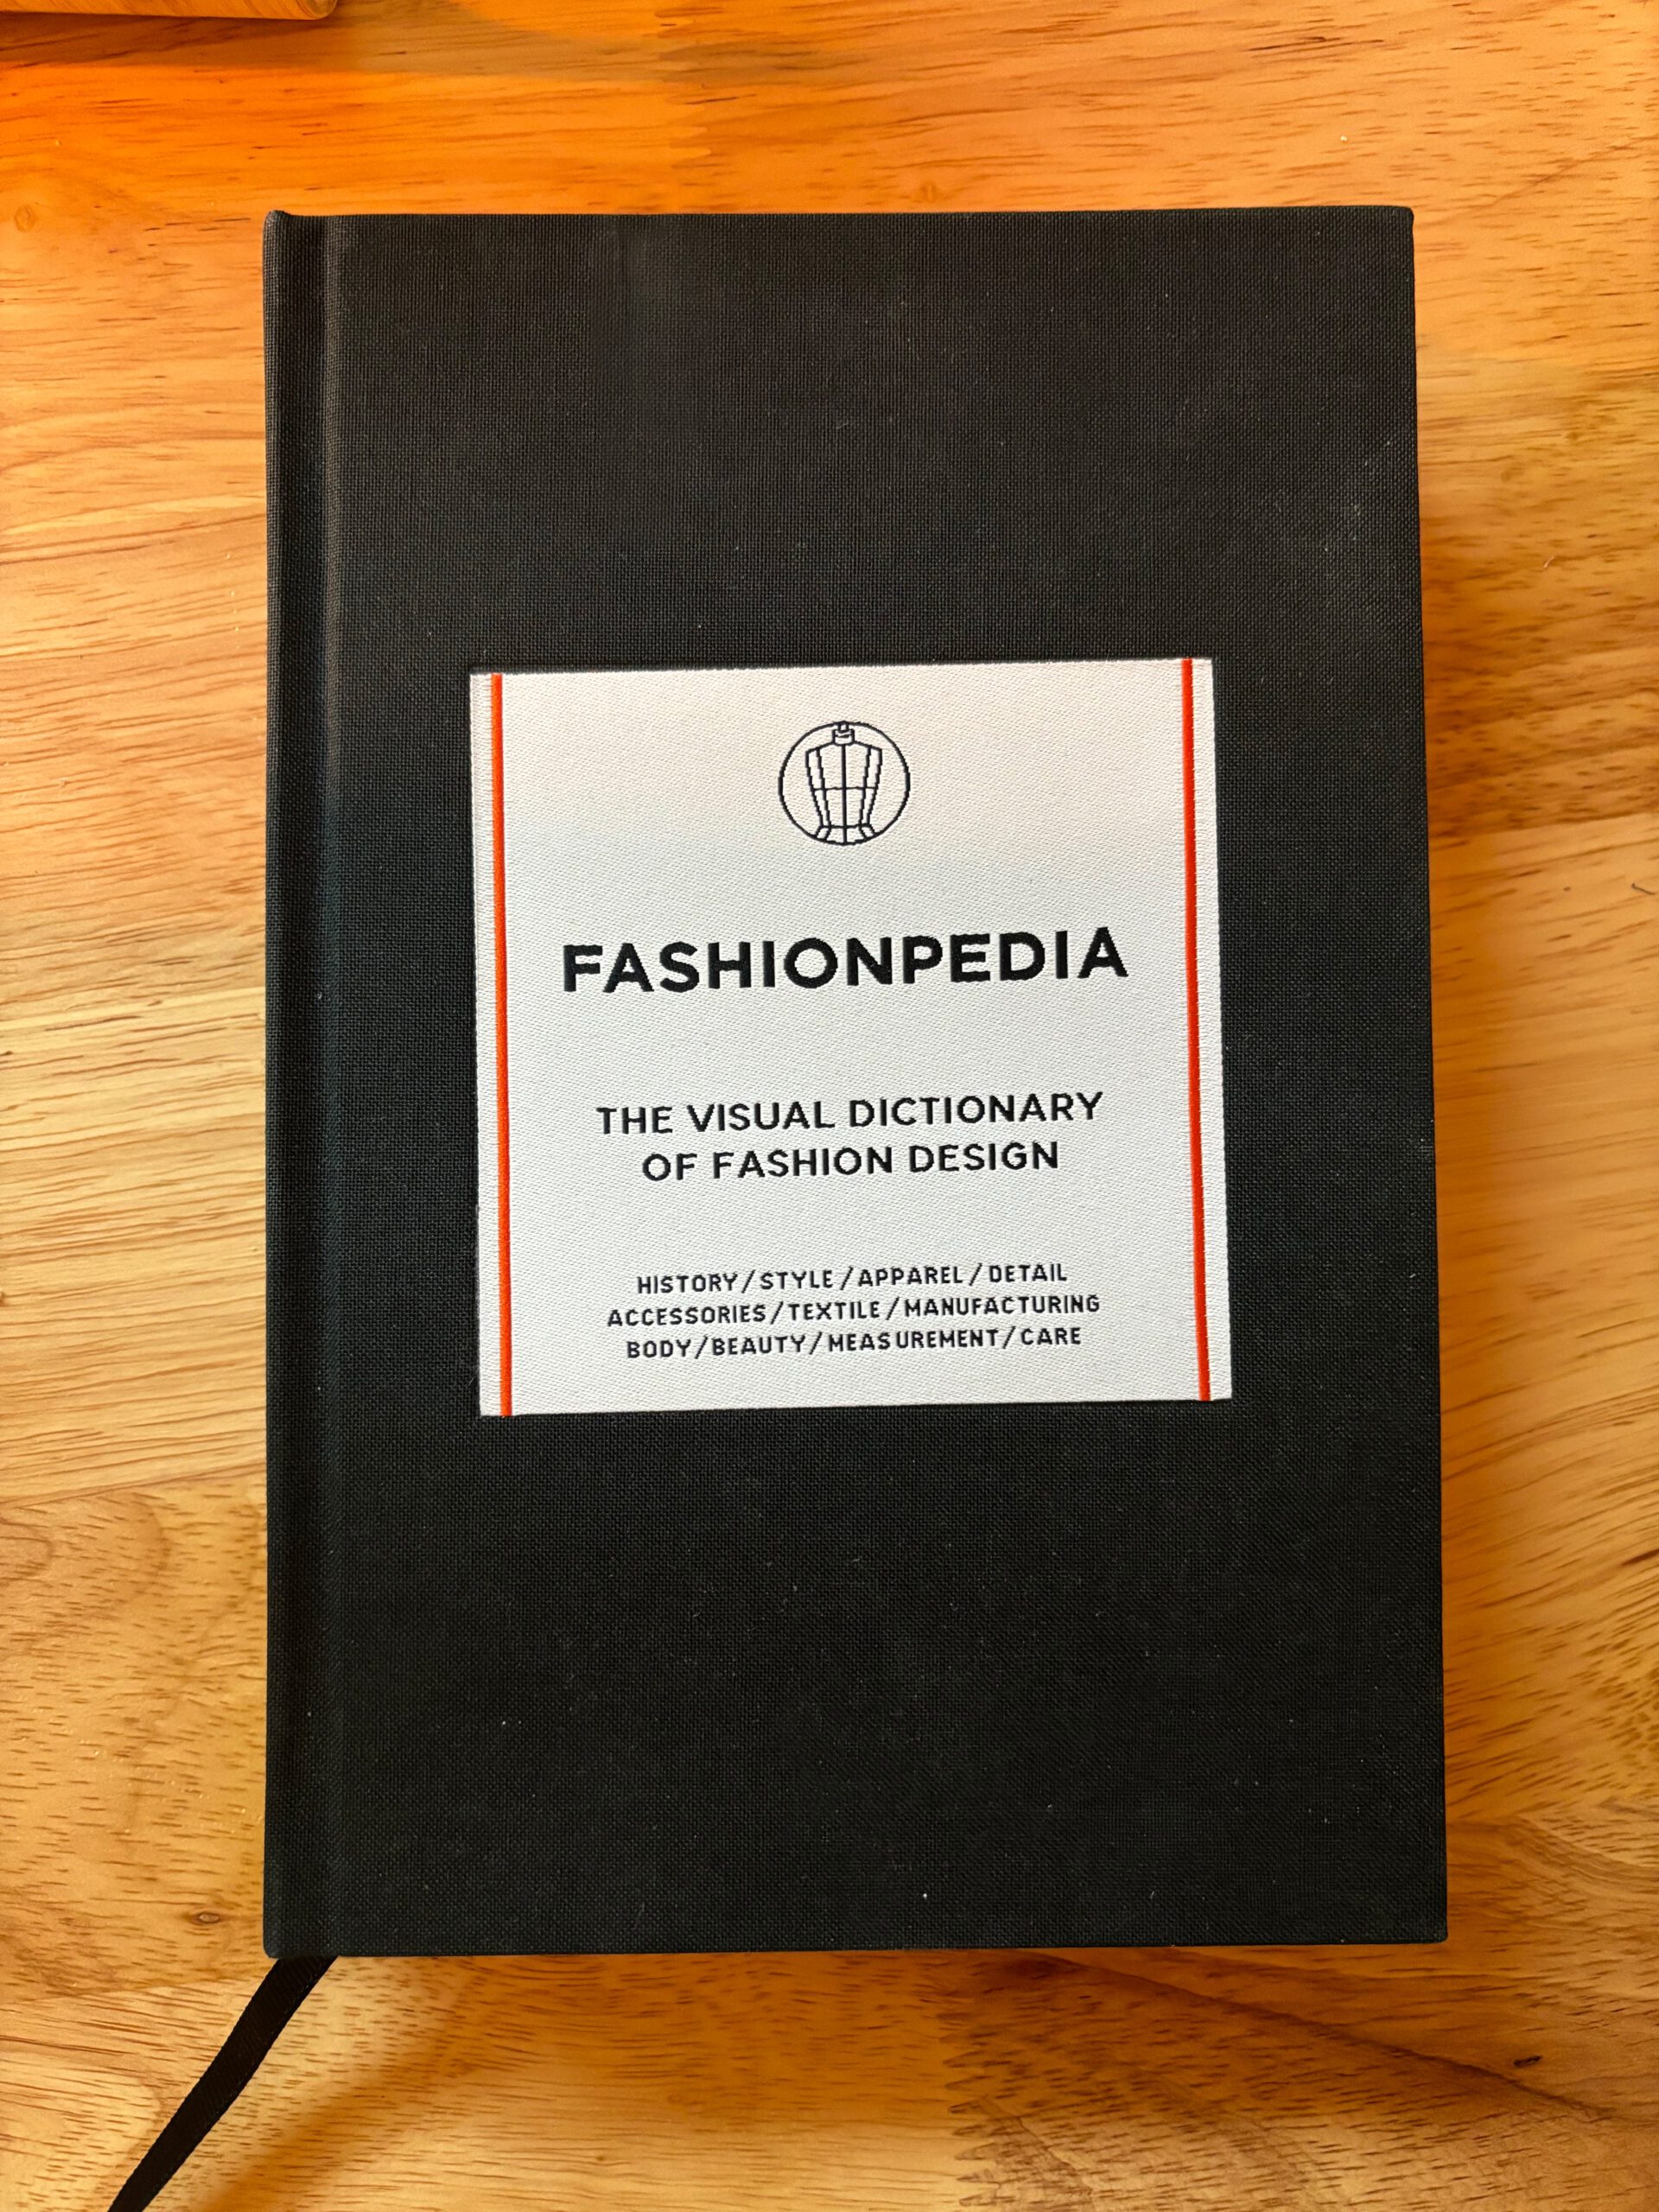 FASHIONPEDIA
THE VISUAL DICTIONARY
OF FASHION DESIGN
HISTORY/STYLE/APPAREL/DETAIL
ACCESSORIES/TEXTILE/MANUFACTURING
BODY/BEAUTY/MEASUREMENT/CARE